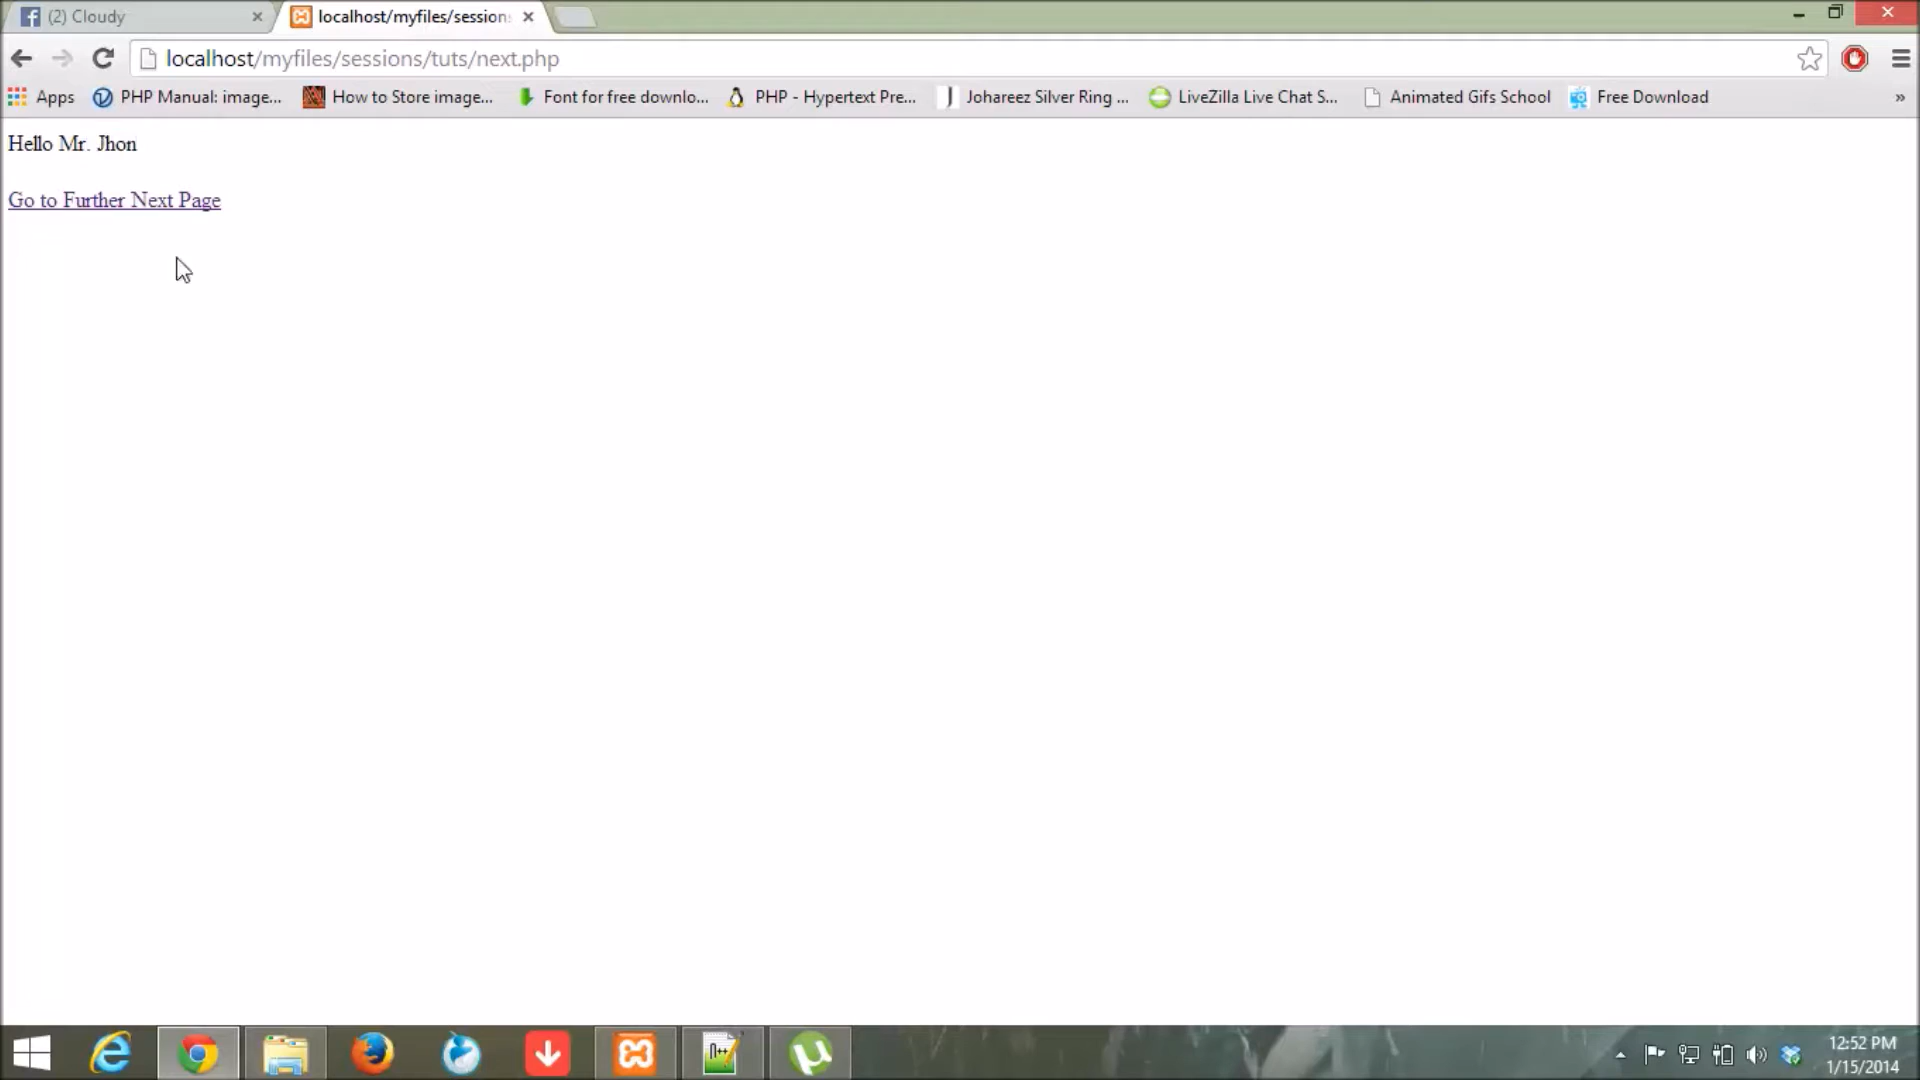 (2) Cloudy
localhost/myfiles/session
localhost/myfiles/sessions/tuts/next.php
Apps
PHP Manual: image...
How to Store image...
Font for free downlo...
PHP - Hypertext Pre...
Johareez Silver Ring ...
LiveZilla Live Chat S...
Animated Gifs School
Free Download
»
Hello Mr. Jhon
Go to Further Next Page
12:52 PM
1/15/2014